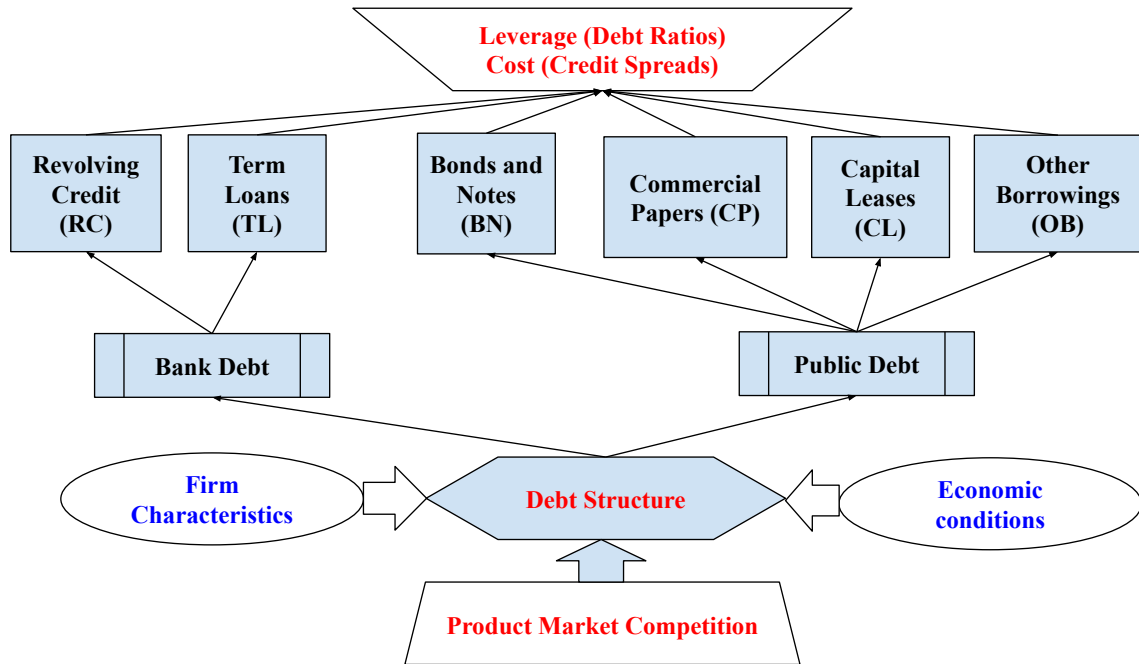 Leverage (Debt Ratios)
Cost (Credit Spreads)
Revolving
Credit
(RC)
Term
Loans
(TL)
Bonds and
Notes
(BN)
Commercial
Papers (CP)
Capital
Leases
(CL)
Other
Borrowings
(OB)
Bank Debt
Public Debt
Firm
Characteristics
Debt Structure
Economic
conditions
Product Market Competition